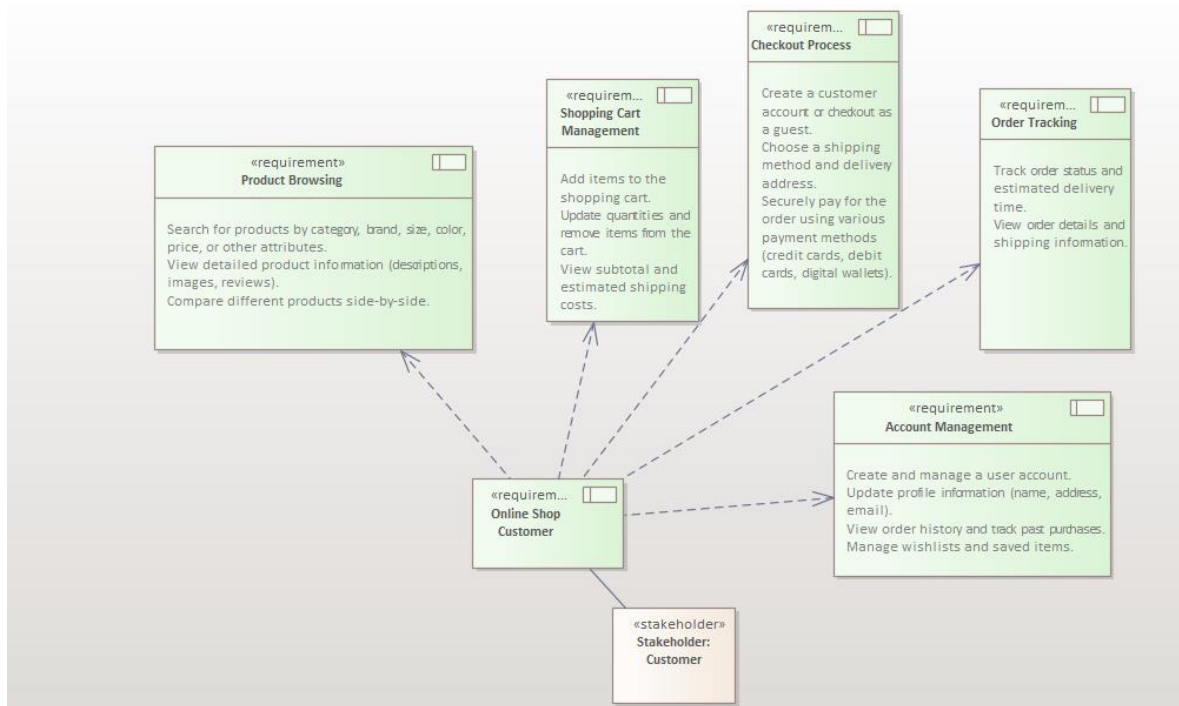 «requirement»
Product Browsing
Search for products by category, brand, size, color,
price, or other attributes.
View detailed product information (descriptions,
images, reviews).
Compare different products side-by-side.
«requirem...
Shopping Cart
Management
Add items to the
shopping cart.
Update quantities and
remove items from the
cart.
View subtotal and
estimated shipping
costs.
«requirem...
Checkout Process
Create a customer
account or checkout as
a guest.
Choose a shipping
method and delivery
address.
Securely pay for the
order using various
payment methods
(credit cards, debit
cards, digital wallets).
«requirem...
Order Tracking
Track order status and
estimated delivery
time.
View order details and
shipping information.
«requirement»
Account Management
Create and manage a user account.
Update profile information (name, address,
email).
View order history and track past purchases.
Manage wishlists and saved items.
«requirem...
Online Shop
Customer
«stakeholder»
Stakeholder:
Customer